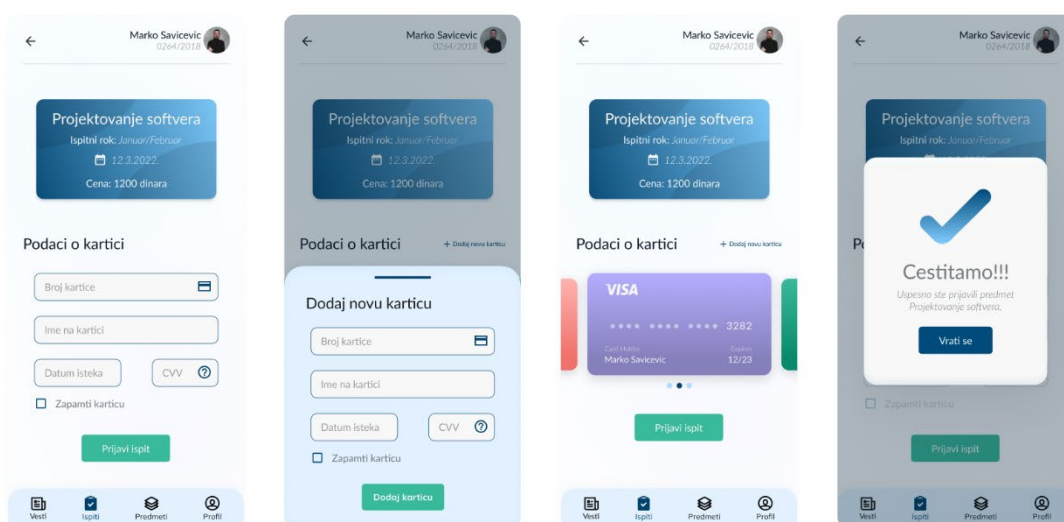 Marko Savicevic
0264/2018
Projektovanje softvera
Ispitni rok: Januar/Februar
12.3.2022.
Cena: 1200 dinara
Podaci o kartici
Broj kartice
Ime na kartici
Datum isteka
CVV
Zapamti karticu
Prijavi ispit
Vesti
Ispiti
Predmeti
Profil
Marko Savicevic
0264/2018
Projektovanje softvera
Ispitni rok: Januar/Februar
12.3.2022.
Cena: 1200 dinara
Podaci o kartici
+ Dodaj novu karticu
Dodaj novu karticu
Broj kartice
Ime na kartici
Datum isteka
CVV
Zapamti karticu
Dodaj karticu
Marko Savicevic
0264/2018
Projektovanje softvera
Ispitni rok: Januar/Februar
12.3.2022.
Cena: 1200 dinara
Podaci o kartici
+ Dodaj novu karticu
VISA
**** **** **** 3282
Card Holder
Expires
Marko Savicevic
12/23
Prijavi ispit
Vesti
Ispiti
Predmeti
Profil
Marko Savicevic
0264/2018
Projektovanje softvera
Ispitni rok: Januar/Februar
Cestitamo!!!
Uspesno ste prijavili predmet
Projektovanje softvera.
Vrati se
Zapamti karticu
Prijavi ispit
Vesti
Ispiti
Predmeti
Profil